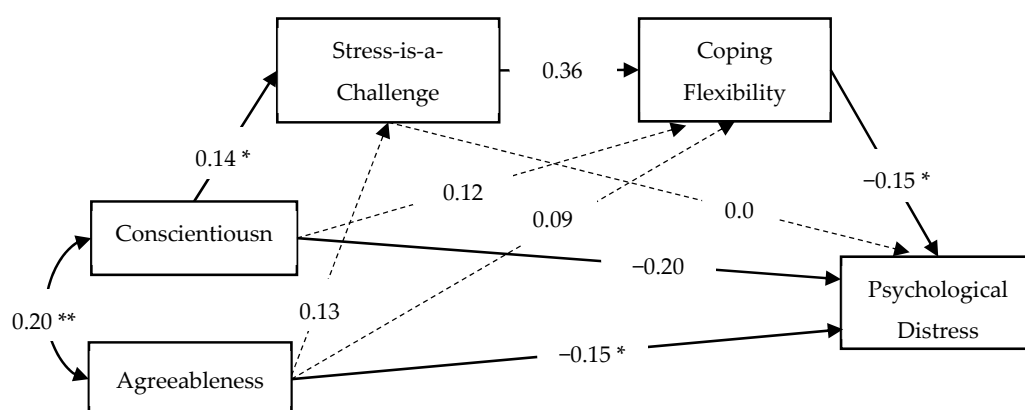 Stress-is-a-
Challenge
0.36
Coping
Flexibility
0.14 *
−0.15 *
0.12
0.09
0.0
Conscientiousn
−0.20
Psychological
Distress
0.13
0.20 **
−0.15 *
Agreeableness